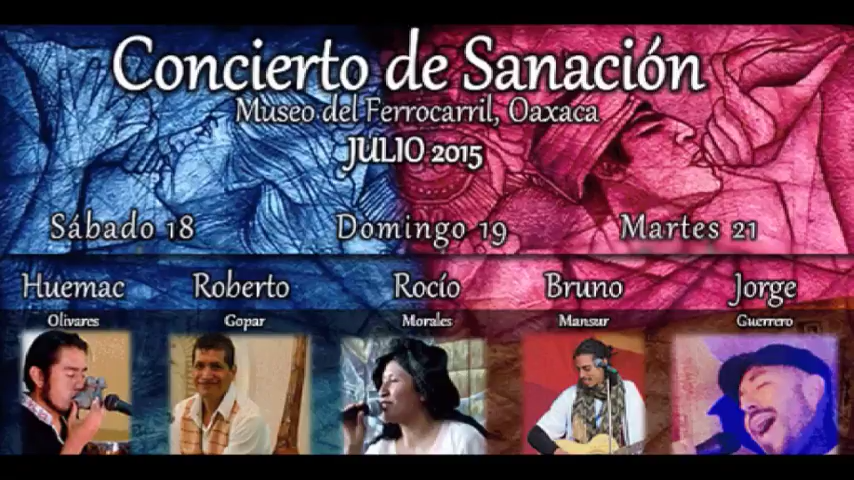 Concierto de Sanación
Museo del Ferrocarril, Oaxaca
JULIO 2015
Sábado 18 Domingo 19 Martes 21
Huemac Roberto Rocío Bruno Jorge
Olivares Gopar Morales Mansur Guerrero